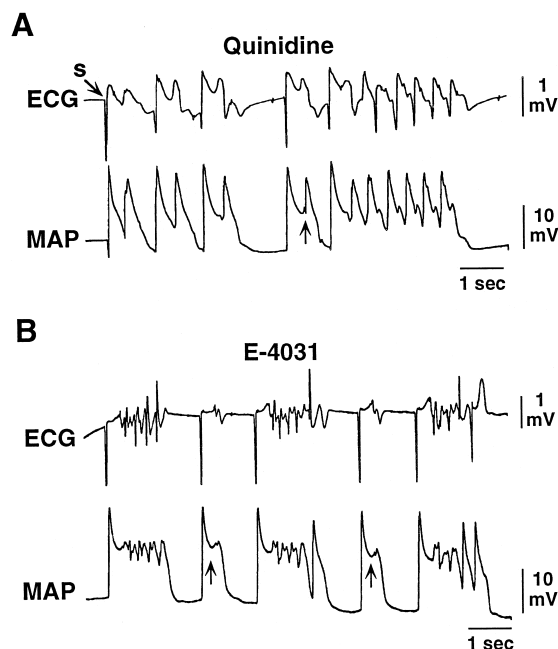 A
Quinidine
S
ECG
1
mV
MAP
10
mV
1 sec
B
E-4031
ECG
1
mV
MAP
10
mV
1 sec